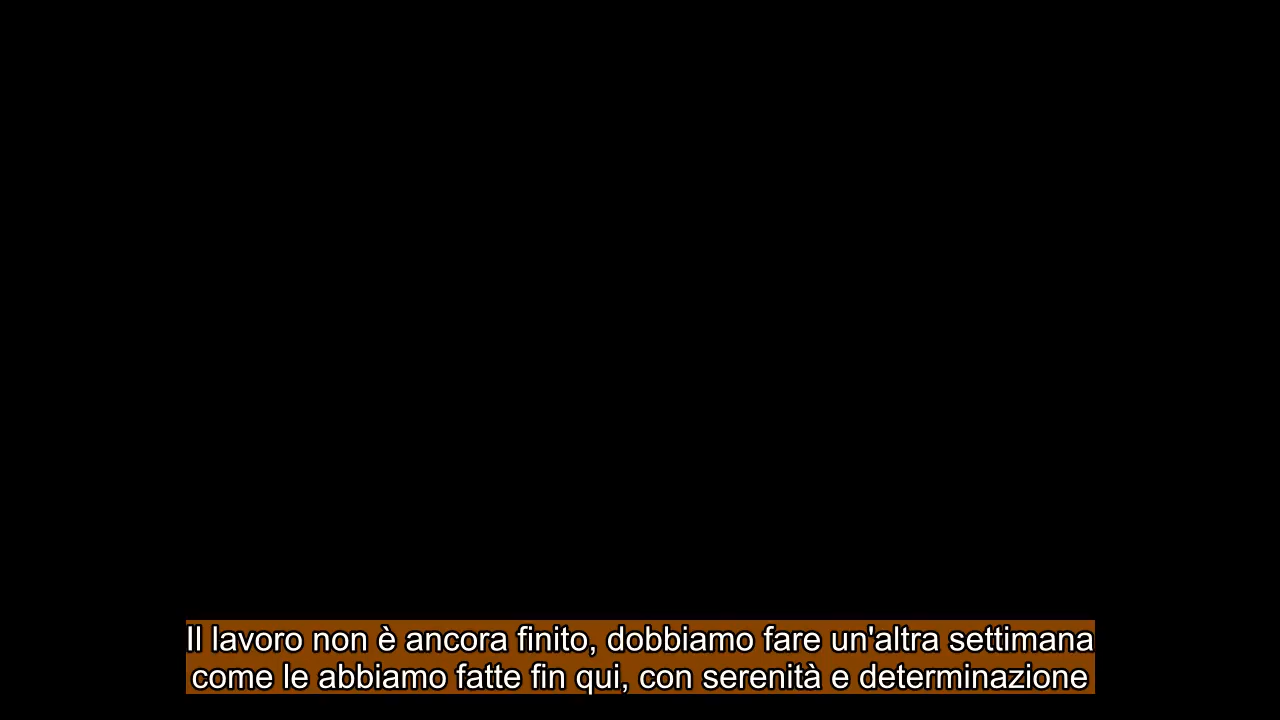 Il lavoro non è ancora finito, dobbiamo fare un'altra settimana
come le abbiamo fatte fin qui, con serenità e determinazione